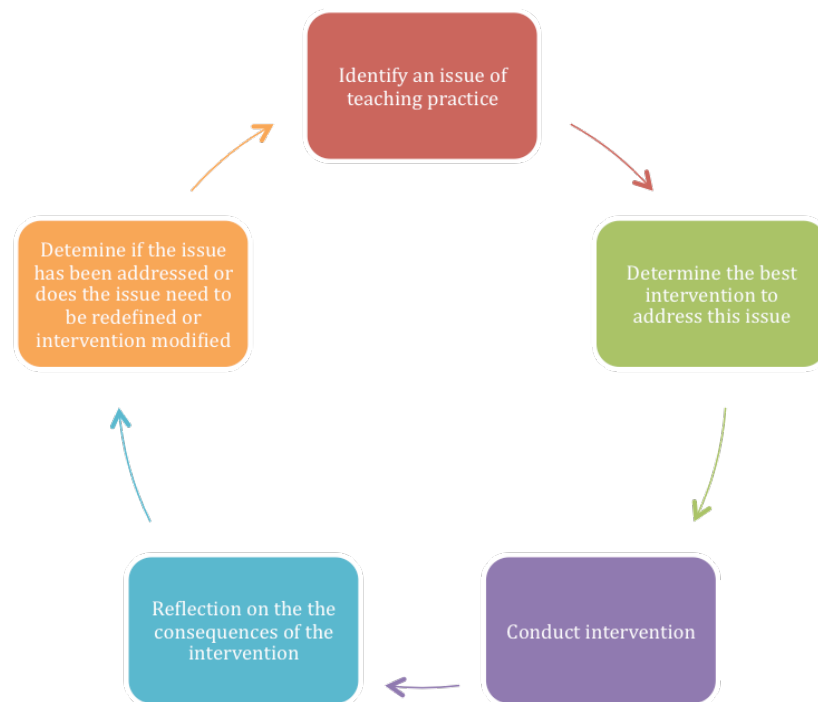 Identify an issue of
teaching practice
Determine the best
intervention to
address this issue
Conduct intervention
Reflection on the the
consequences of the
intervention
Detemine if the issue
has been addressed or
does the issue need to
be redefined or
intervention modified